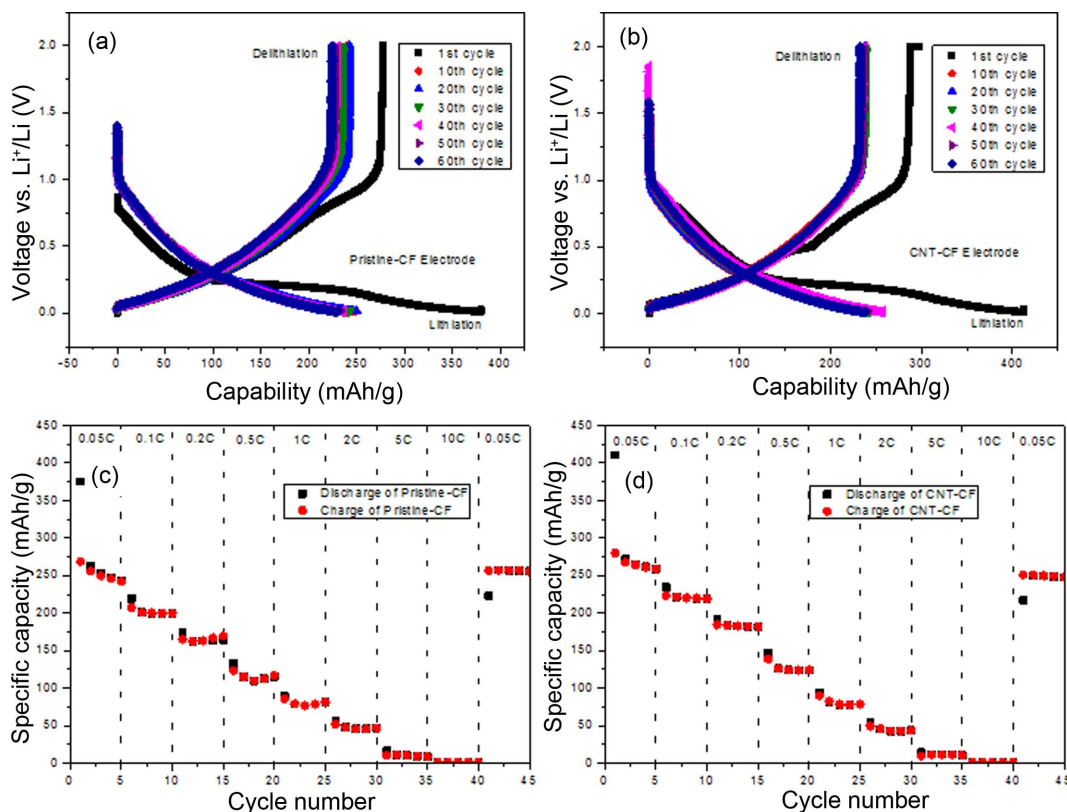 (a)
Delithiation
1st cycle
10th cycle
20th cycle
30th cycle
40th cycle
50th cycle
60th cycle
Pristine-CF Electrode
Lithiation
Voltage vs. Li⁺/Li (V)
2.0
1.5
1.0
0.5
0.0
-50 0 50 100 150 200 250 300 350 400
Capability (mAh/g)
(b)
Delithiation
1st cycle
10th cycle
20th cycle
30th cycle
40th cycle
50th cycle
60th cycle
CNT-CF Electrode
Lithiation
Voltage vs. Li⁺/Li (V)
2.0
1.5
1.0
0.5
0.0
0 100 200 300 400
Capability (mAh/g)
0.05C 0.1C 0.2C 0.5C 1C 2C 5C 10C 0.05C
(c)
Discharge of Pristine-CF
Charge of Pristine-CF
Specific capacity (mAh/g)
450
400
350
300
250
200
150
100
50
0
0 5 10 15 20 25 30 35 40 45
Cycle number
0.05C 0.1C 0.2C 0.5C 1C 2C 5C 10C 0.05C
(d)
Discharge of CNT-CF
Charge of CNT-CF
Specific capacity (mAh/g)
450
400
350
300
250
200
150
100
50
0
0 5 10 15 20 25 30 35 40 45
Cycle number